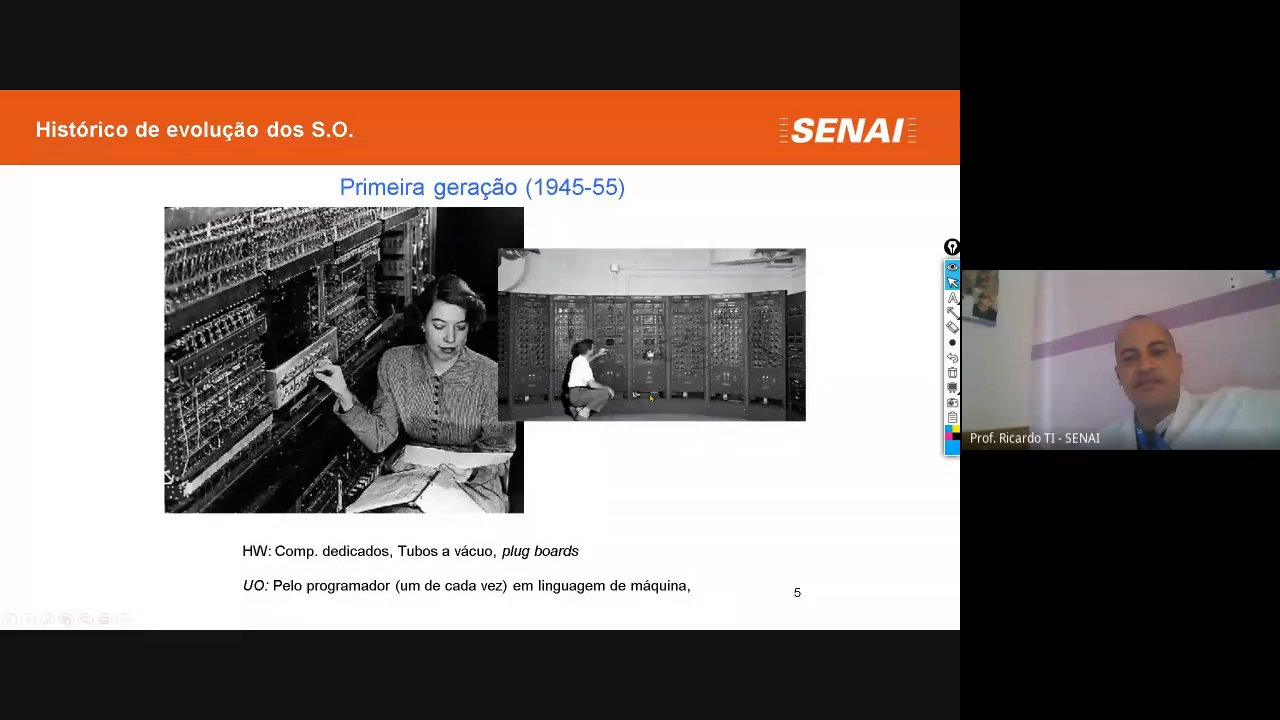 Histórico de evolução dos S.O.
SENAI
Primeira geração (1945-55)
HW: Comp. dedicados, Tubos a vácuo, plug boards
UO: Pelo programador (um de cada vez) em linguagem de máquina,
5
Prof. Ricardo TI - SENAI